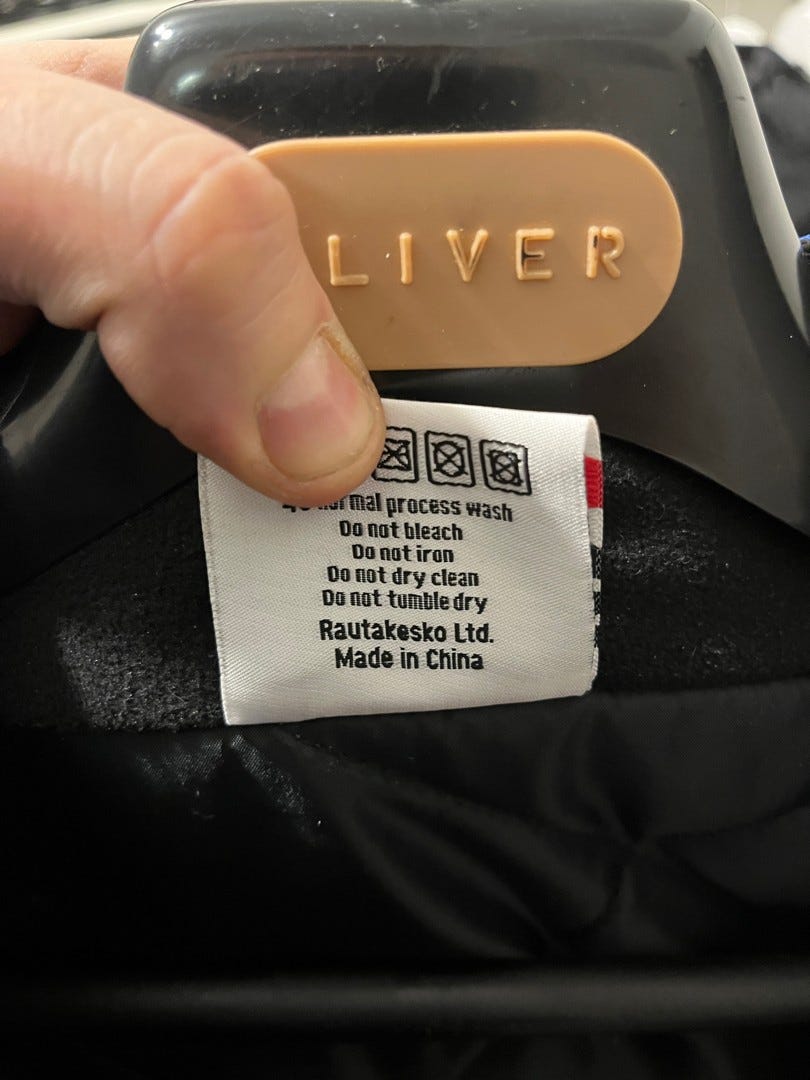 LIVER
normal process wash
Do not bleach
Do not iron
Do not dry clean
Do not tumble dry
Rautakesko Ltd.
Made in China